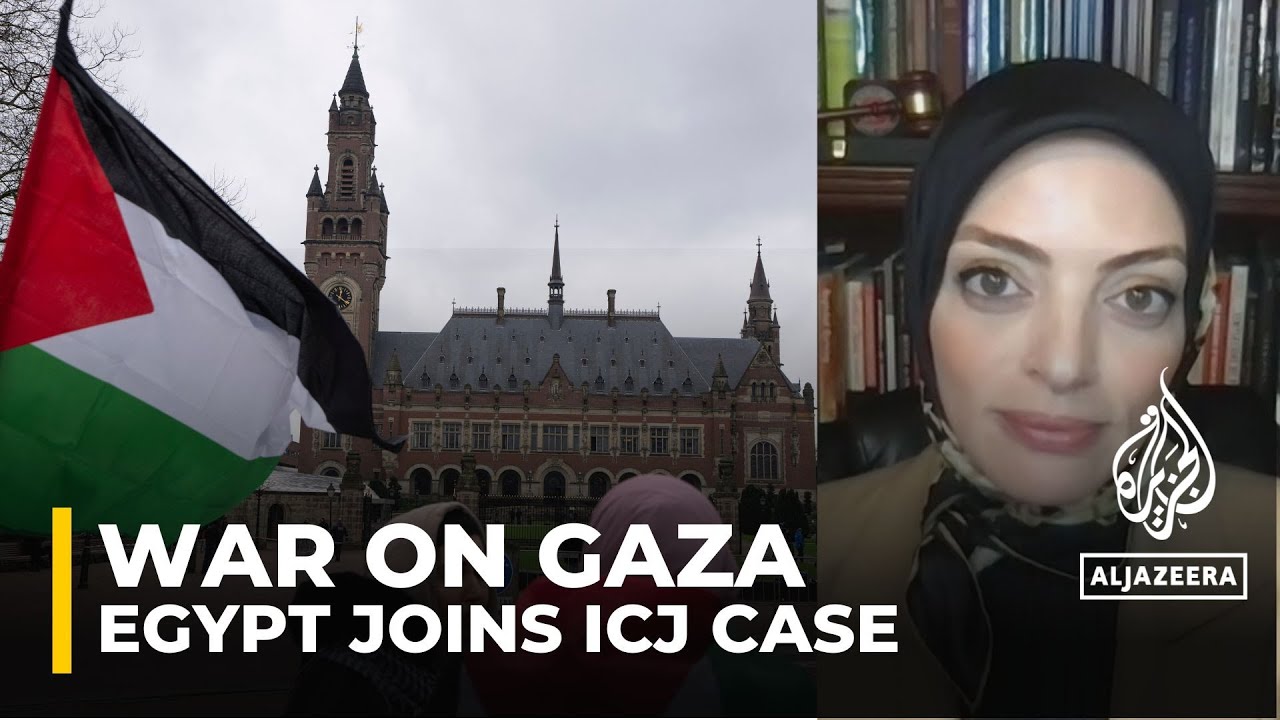 WAR ON GAZA
EGYPT JOINS ICJ CASE
الجزيرة
ALJAZEERA